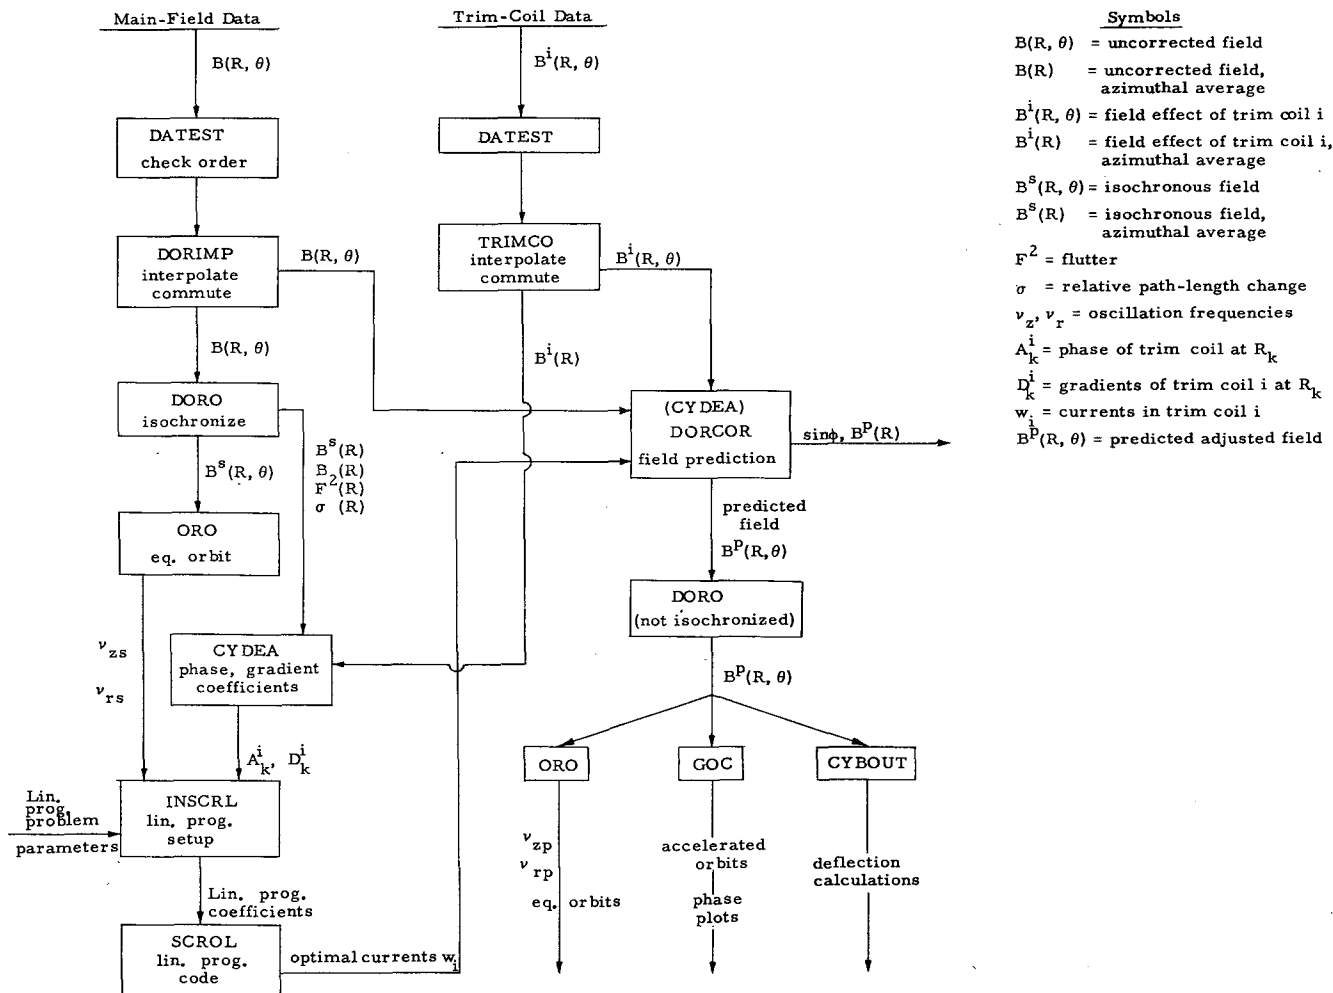 Main-Field Data
B(R, θ)
DATEST
check order
DORIMP
interpolate
commute
B(R, θ)
B(R, θ)
DORO
isochronize
B^s(R, θ)
B^s(R)
B_2(R)
F^2(R)
σ (R)
ORO
eq. orbit
ν_zs
ν_rs
CYDEA
phase, gradient
coefficients
A_k^i, D_k^i
Lin.
prog.
problem
parameters
INSCRL
lin. prog.
setup
Lin. prog.
coefficients
SCROL
lin. prog.
code
optimal currents w_i
Trim-Coil Data
B^i(R, θ)
DATEST
TRIMCO
interpolate
commute
B^i(R, θ)
B^i(R)
(CYDEA)
DORCOR
field prediction
sinϕ, B^p(R)
predicted
field
B^p(R,θ)
DORO
(not isochronized)
B^p(R, θ)
ORO
GOC
CYBOUT
ν_zp
ν_rp
eq. orbits
accelerated
orbits
phase
plots
deflection
calculations
Symbols
B(R, θ) = uncorrected field
B(R) = uncorrected field,
azimuthal average
B^i(R, θ) = field effect of trim coil i
B^i(R) = field effect of trim coil i,
azimuthal average
B^s(R, θ) = isochronous field
B^s(R) = isochronous field,
azimuthal average
F^2 = flutter
σ = relative path-length change
ν_z, ν_r = oscillation frequencies
A_k^i = phase of trim coil at R_k
D_k^i = gradients of trim coil i at R_k
w_i = currents in trim coil i
B^p(R, θ) = predicted adjusted field